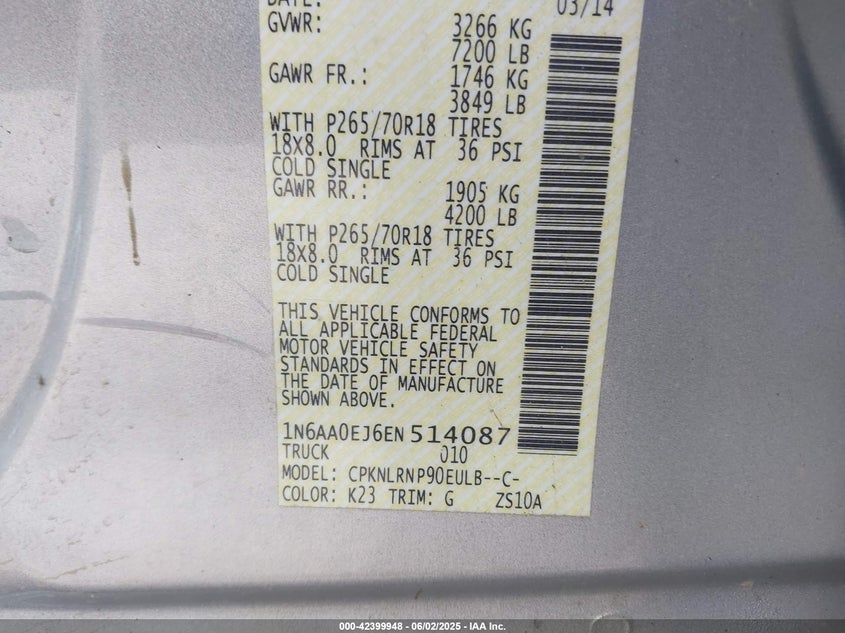 DATE: 03/14
GVWR: 3266 KG
7200 LB
GAWR FR.: 1746 KG
3849 LB
WITH P265/70R18 TIRES
18X8.0 RIMS AT 36 PSI
COLD SINGLE
GAWR RR.: 1905 KG
4200 LB
WITH P265/70R18 TIRES
18X8.0 RIMS AT 36 PSI
COLD SINGLE
THIS VEHICLE CONFORMS TO
ALL APPLICABLE FEDERAL
MOTOR VEHICLE SAFETY
STANDARDS IN EFFECT ON
THE DATE OF MANUFACTURE
SHOWN ABOVE.
1N6AA0EJ6EN514087
TRUCK 010
MODEL: CPKNLRNP90EULB--C-
COLOR: K23 TRIM: G ZS10A
000-42399948 - 06/02/2025 - IAA Inc.